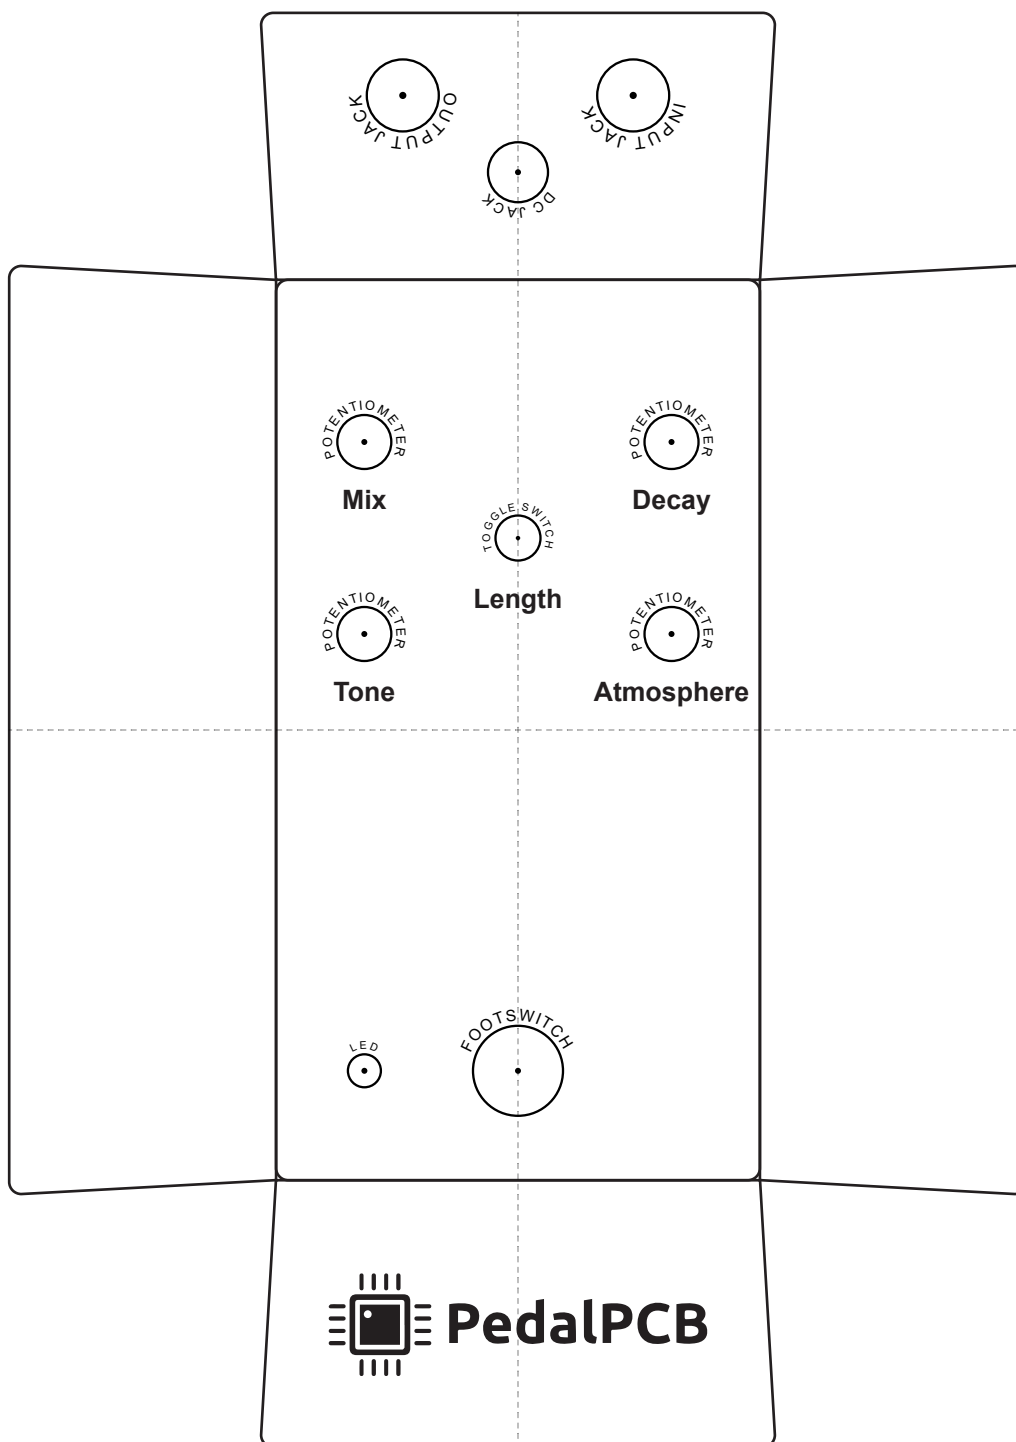 OUTPUT JACK
INPUT JACK
DC JACK
POTENTIOMETER
Mix
POTENTIOMETER
Decay
TOGGLE SWITCH
Length
POTENTIOMETER
Tone
POTENTIOMETER
Atmosphere
LED
FOOTSWITCH
PedalPCB